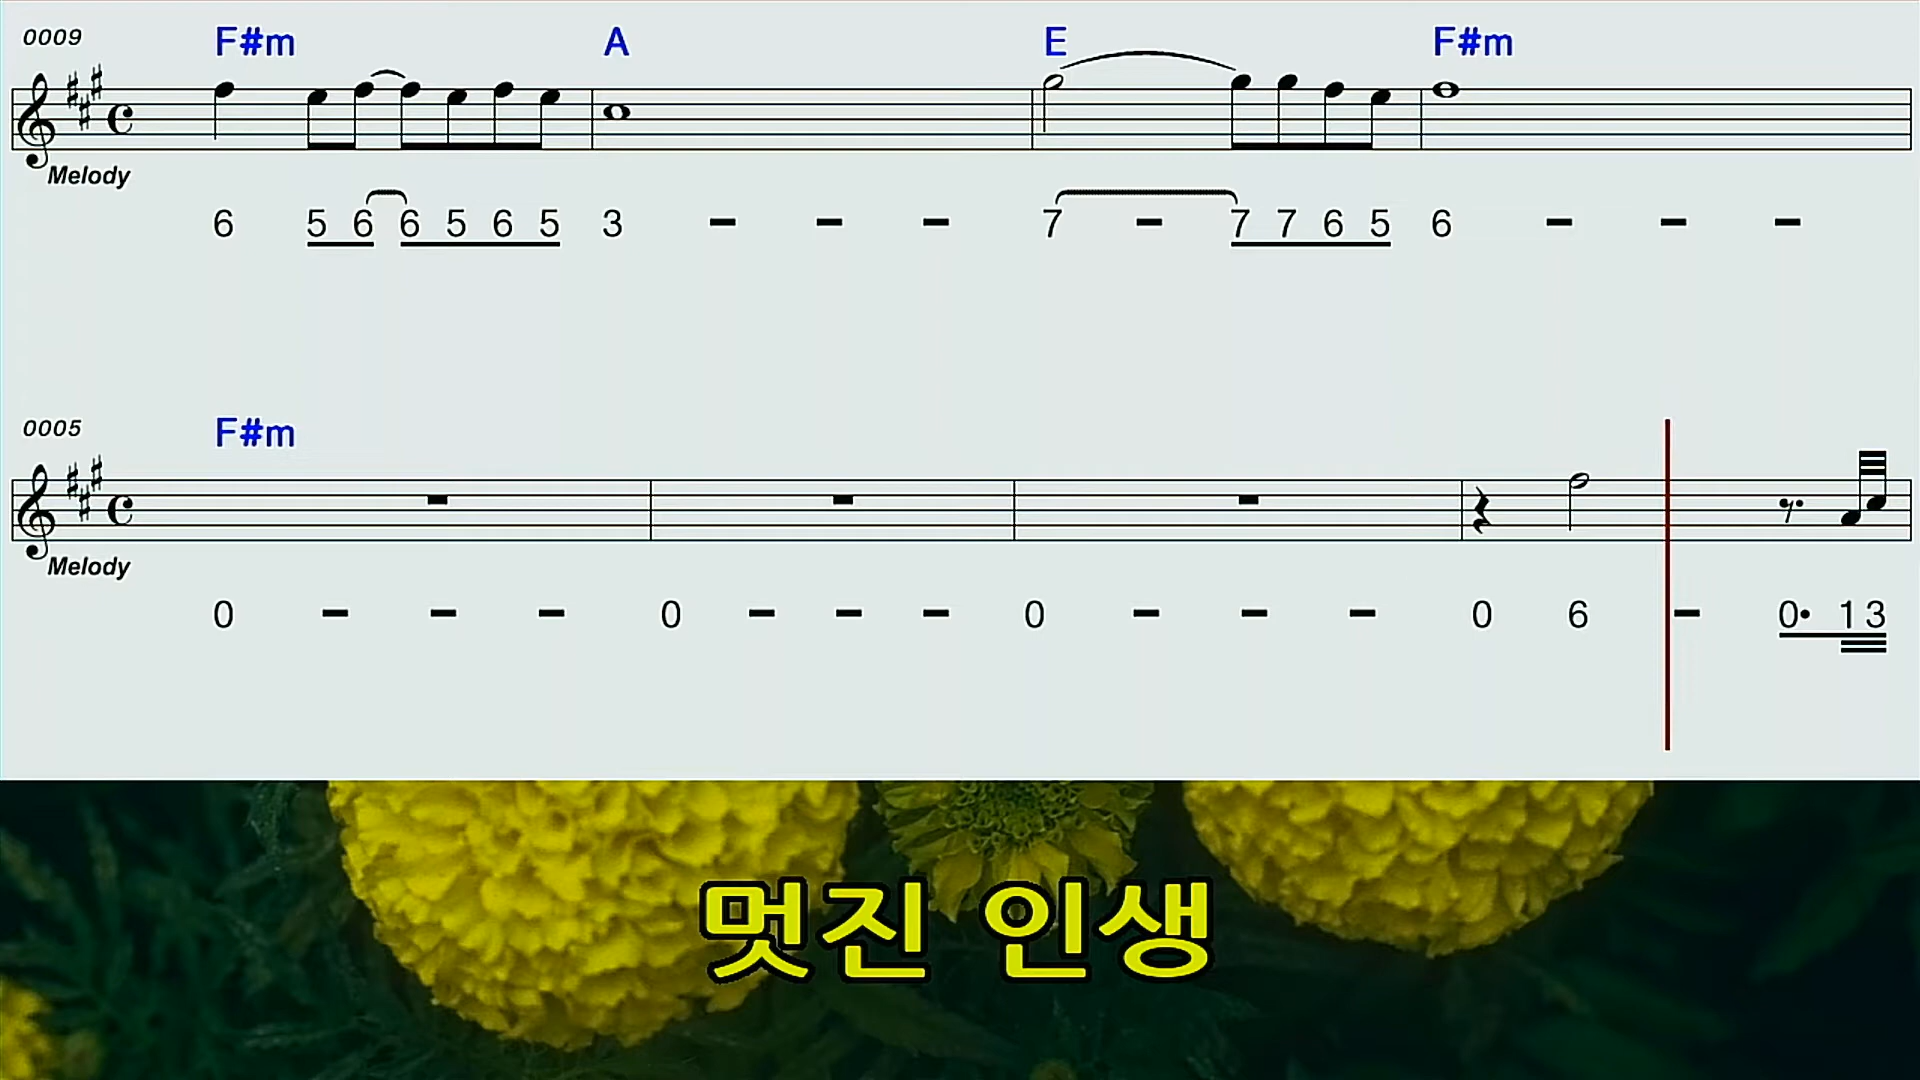 0009 F#m A E F#m
Melody
6 5 6 6 5 6 5 3 - - - 7 - 7 7 6 5 6 - - -
0005 F#m
Melody
0 - - - 0 - - - 0 - - - 0 6 - 0• 1 3
멋진 인생